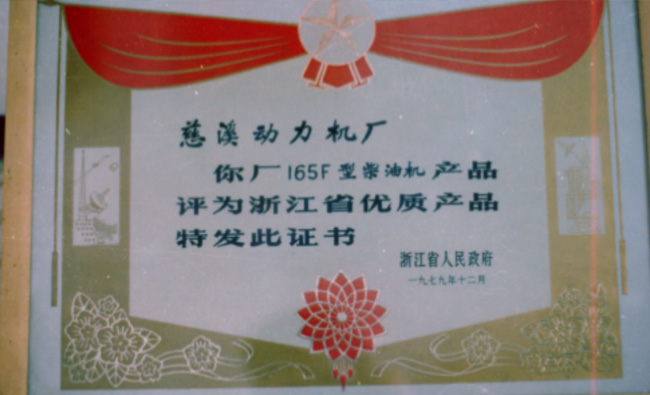 慈溪动力机厂
你厂165F型柴油机产品
评为浙江省优质产品
特发此证书
浙江省人民政府
一九七九年十二月